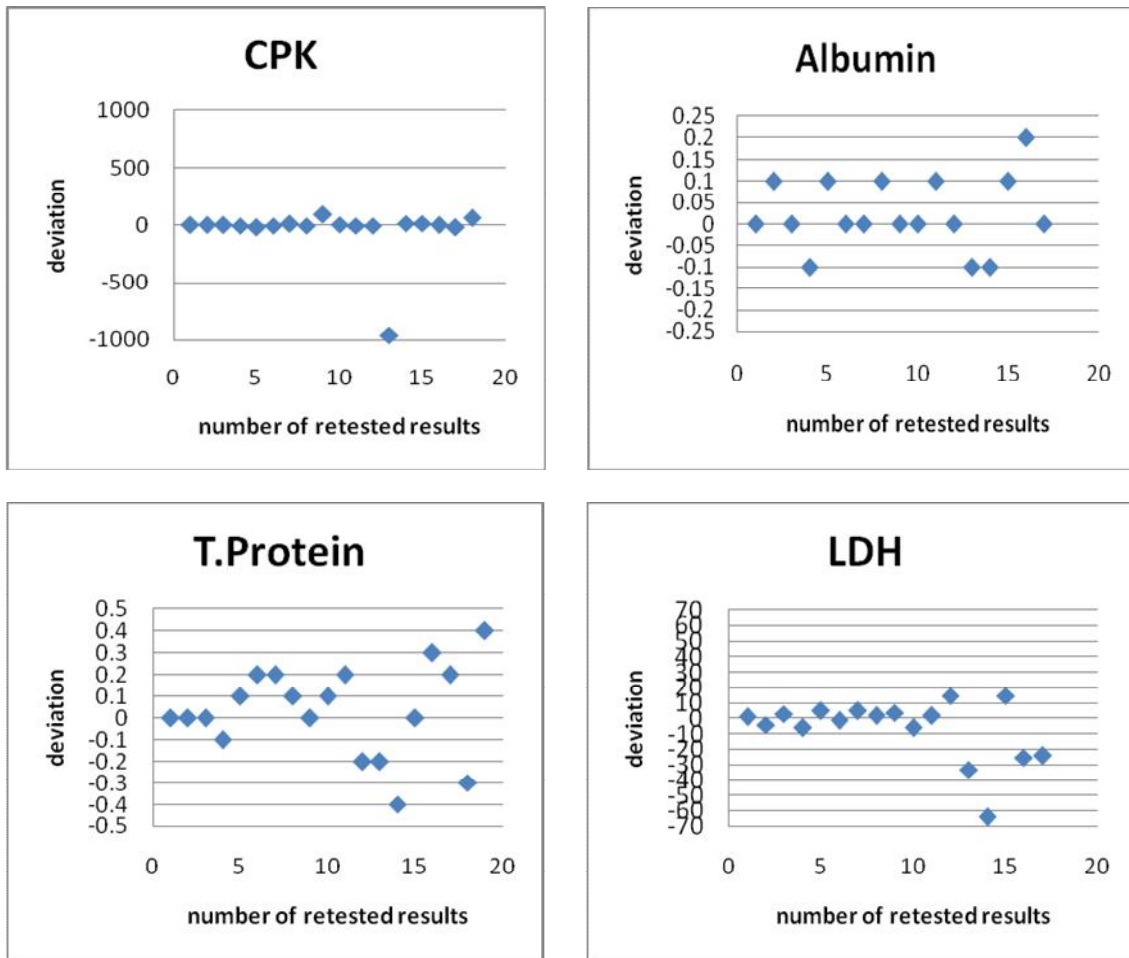 CPK
1000
500
0
-500
-1000
deviation
0 5 10 15 20
number of retested results
Albumin
0.25
0.2
0.15
0.1
0.05
0
-0.05
-0.1
-0.15
-0.2
-0.25
deviation
0 5 10 15 20
number of retested results
T.Protein
0.5
0.4
0.3
0.2
0.1
0
-0.1
-0.2
-0.3
-0.4
-0.5
deviation
0 5 10 15 20
number of retested results
LDH
70
60
50
40
30
20
10
0
-10
-20
-30
-40
-50
-60
-70
deviation
0 5 10 15 20
number of retested results